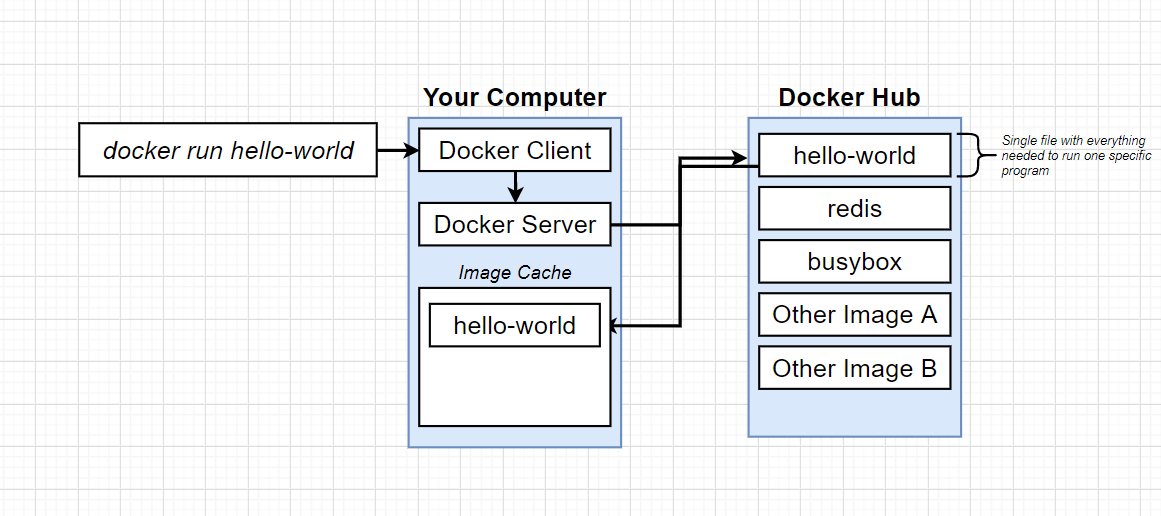 Your Computer
Docker Hub
docker run hello-world
Docker Client
Docker Server
Image Cache
hello-world
hello-world
redis
busybox
Other Image A
Other Image B
Single file with everything
needed to run one specific
program